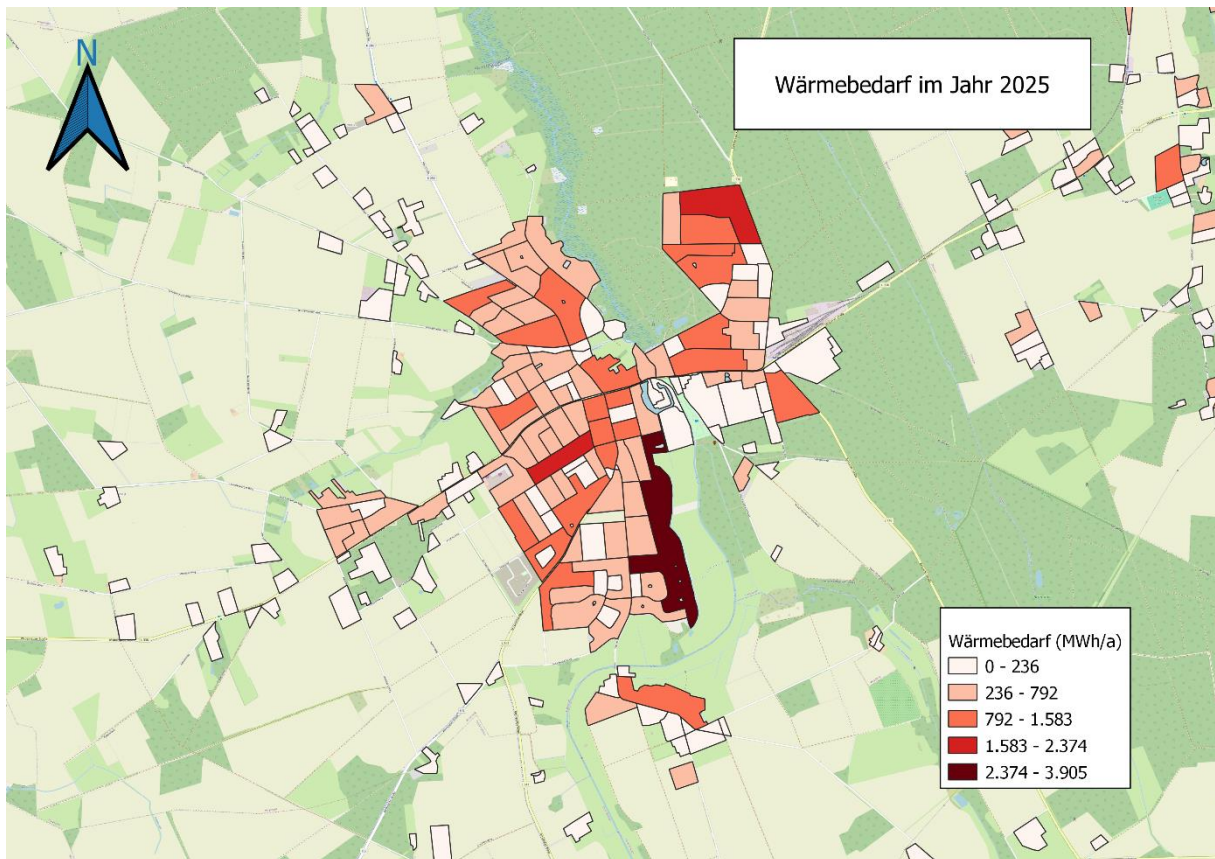 N
Wärmebedarf im Jahr 2025
Wärmebedarf (MWh/a)
0 - 236
236 - 792
792 - 1.583
1.583 - 2.374
2.374 - 3.905